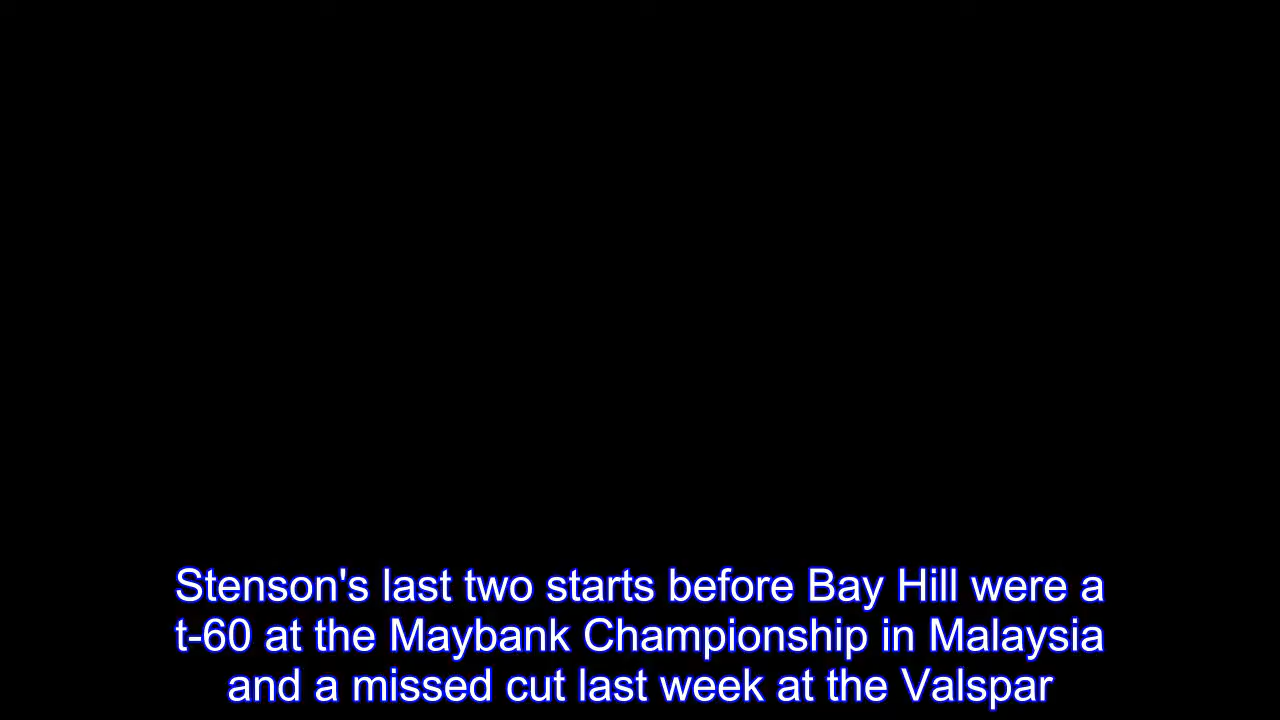 Stenson's last two starts before Bay Hill were a
t-60 at the Maybank Championship in Malaysia
and a missed cut last week at the Valspar